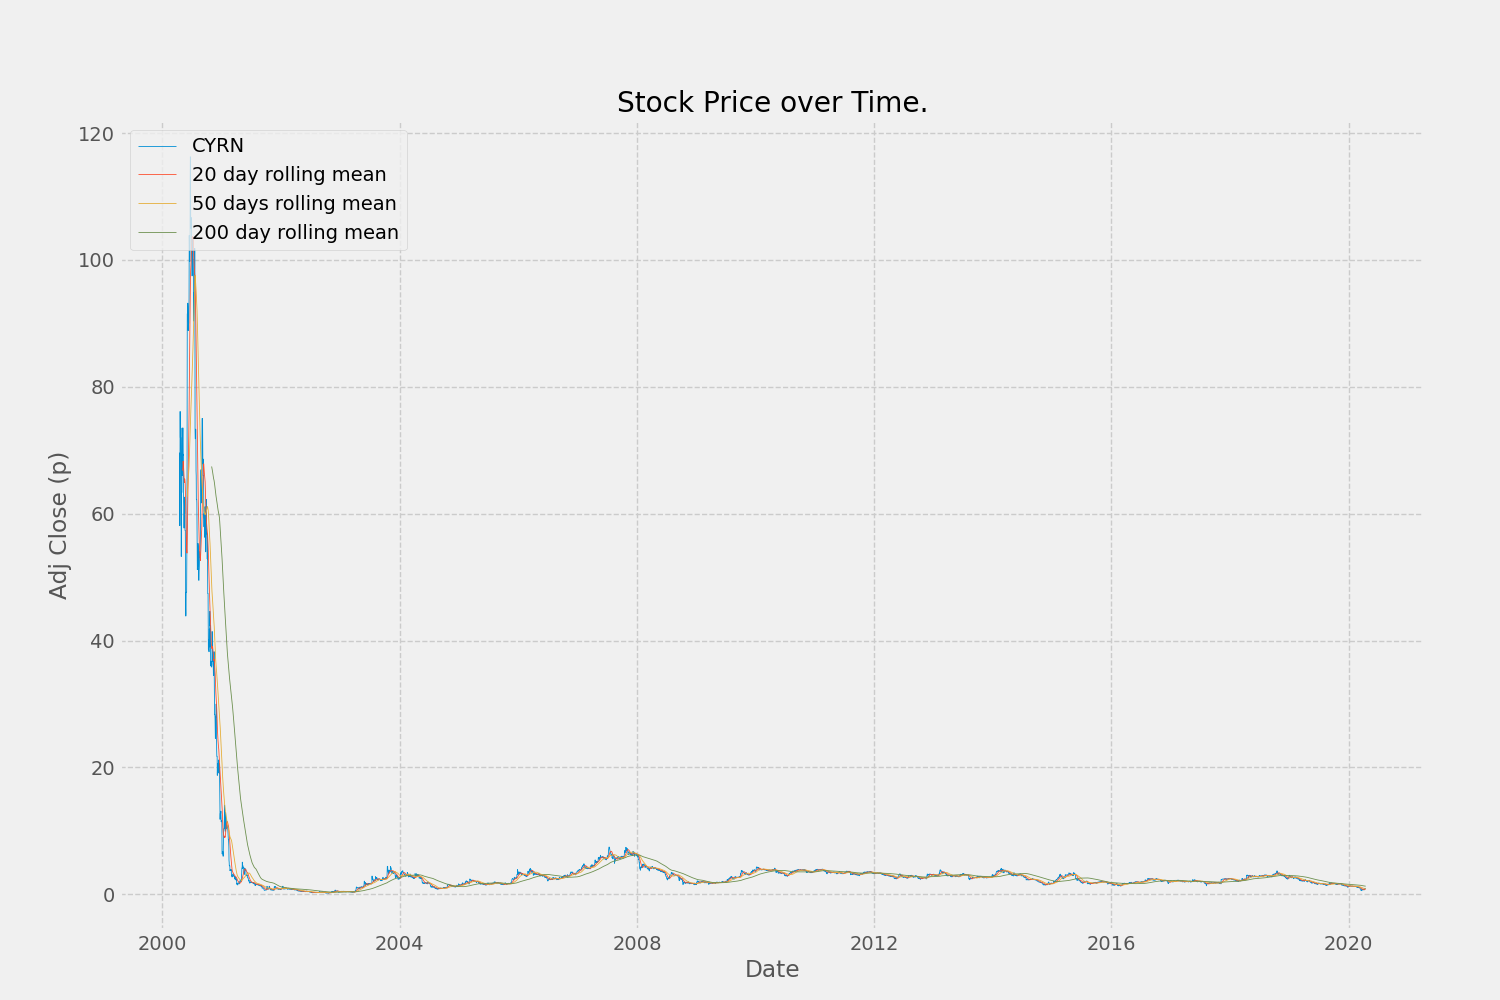 Stock Price over Time.
CYRN
20 day rolling mean
50 days rolling mean
200 day rolling mean
120
100
80
60
40
20
0
Adj Close (p)
2000 2004 2008 2012 2016 2020
Date